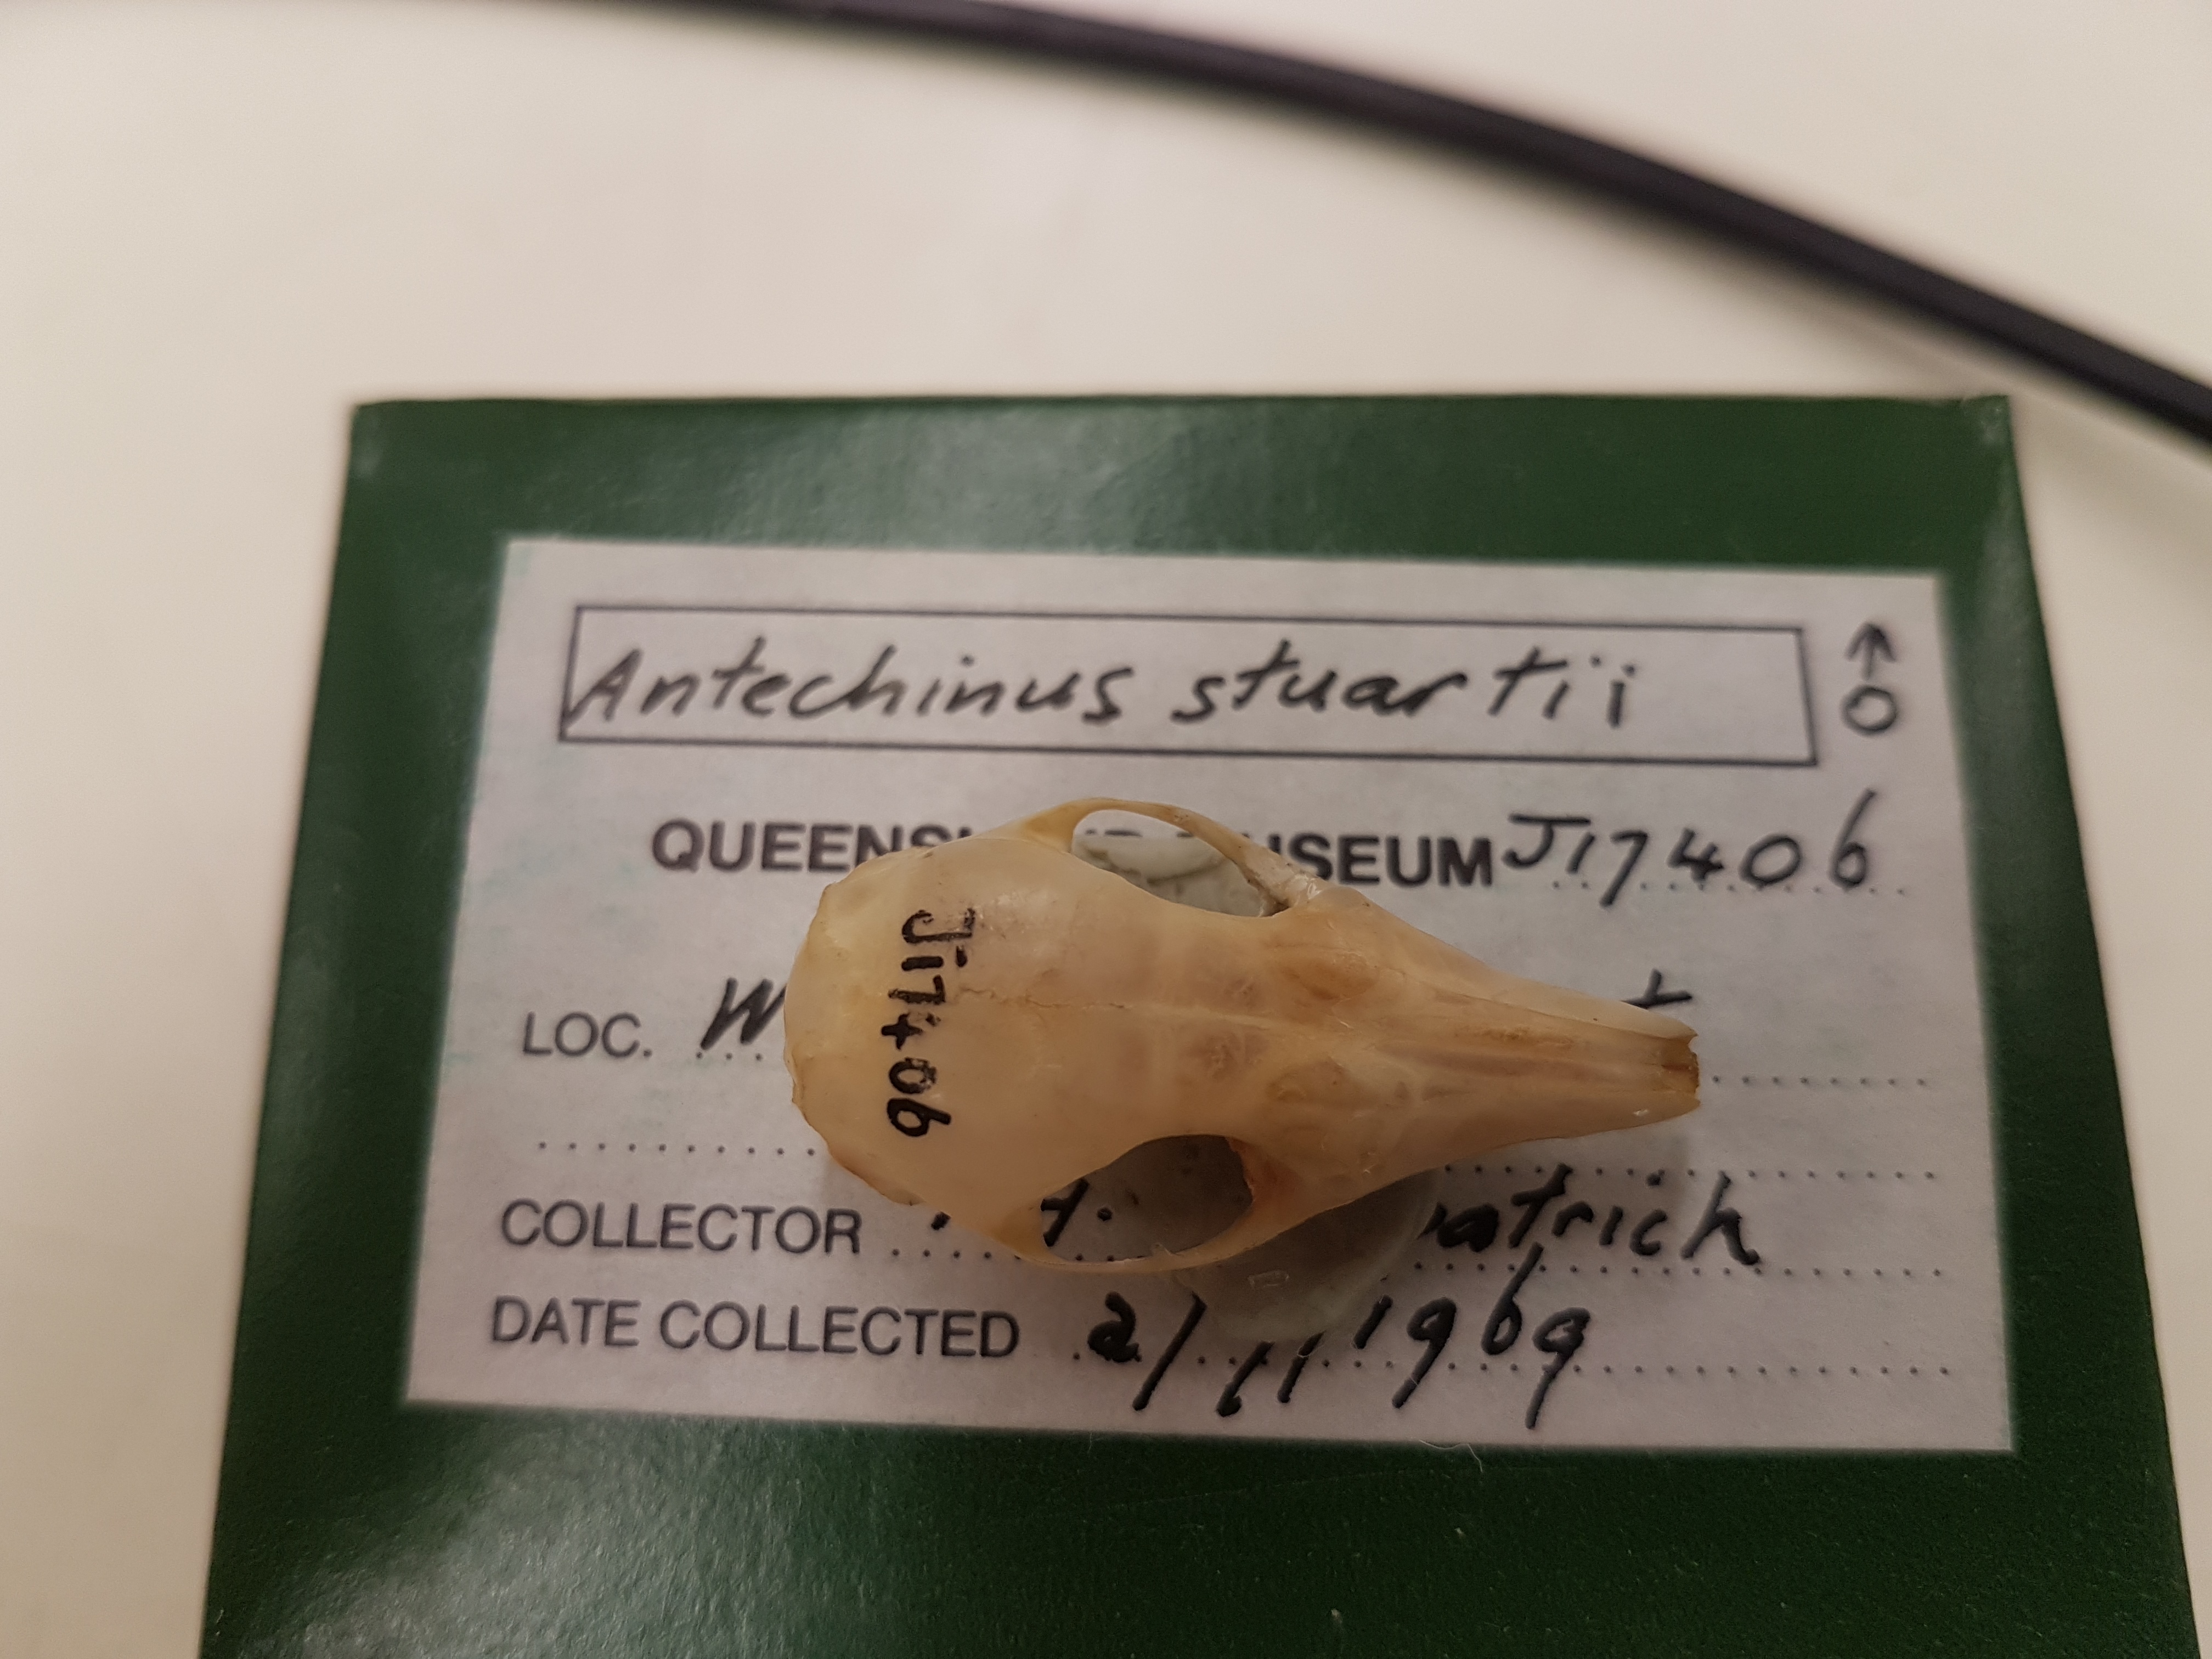 Antechinus stuartii ♂
QUEENSL MUSEUM J17406
LOC.
COLLECTOR
DATE COLLECTED 2/11/1969
J17406